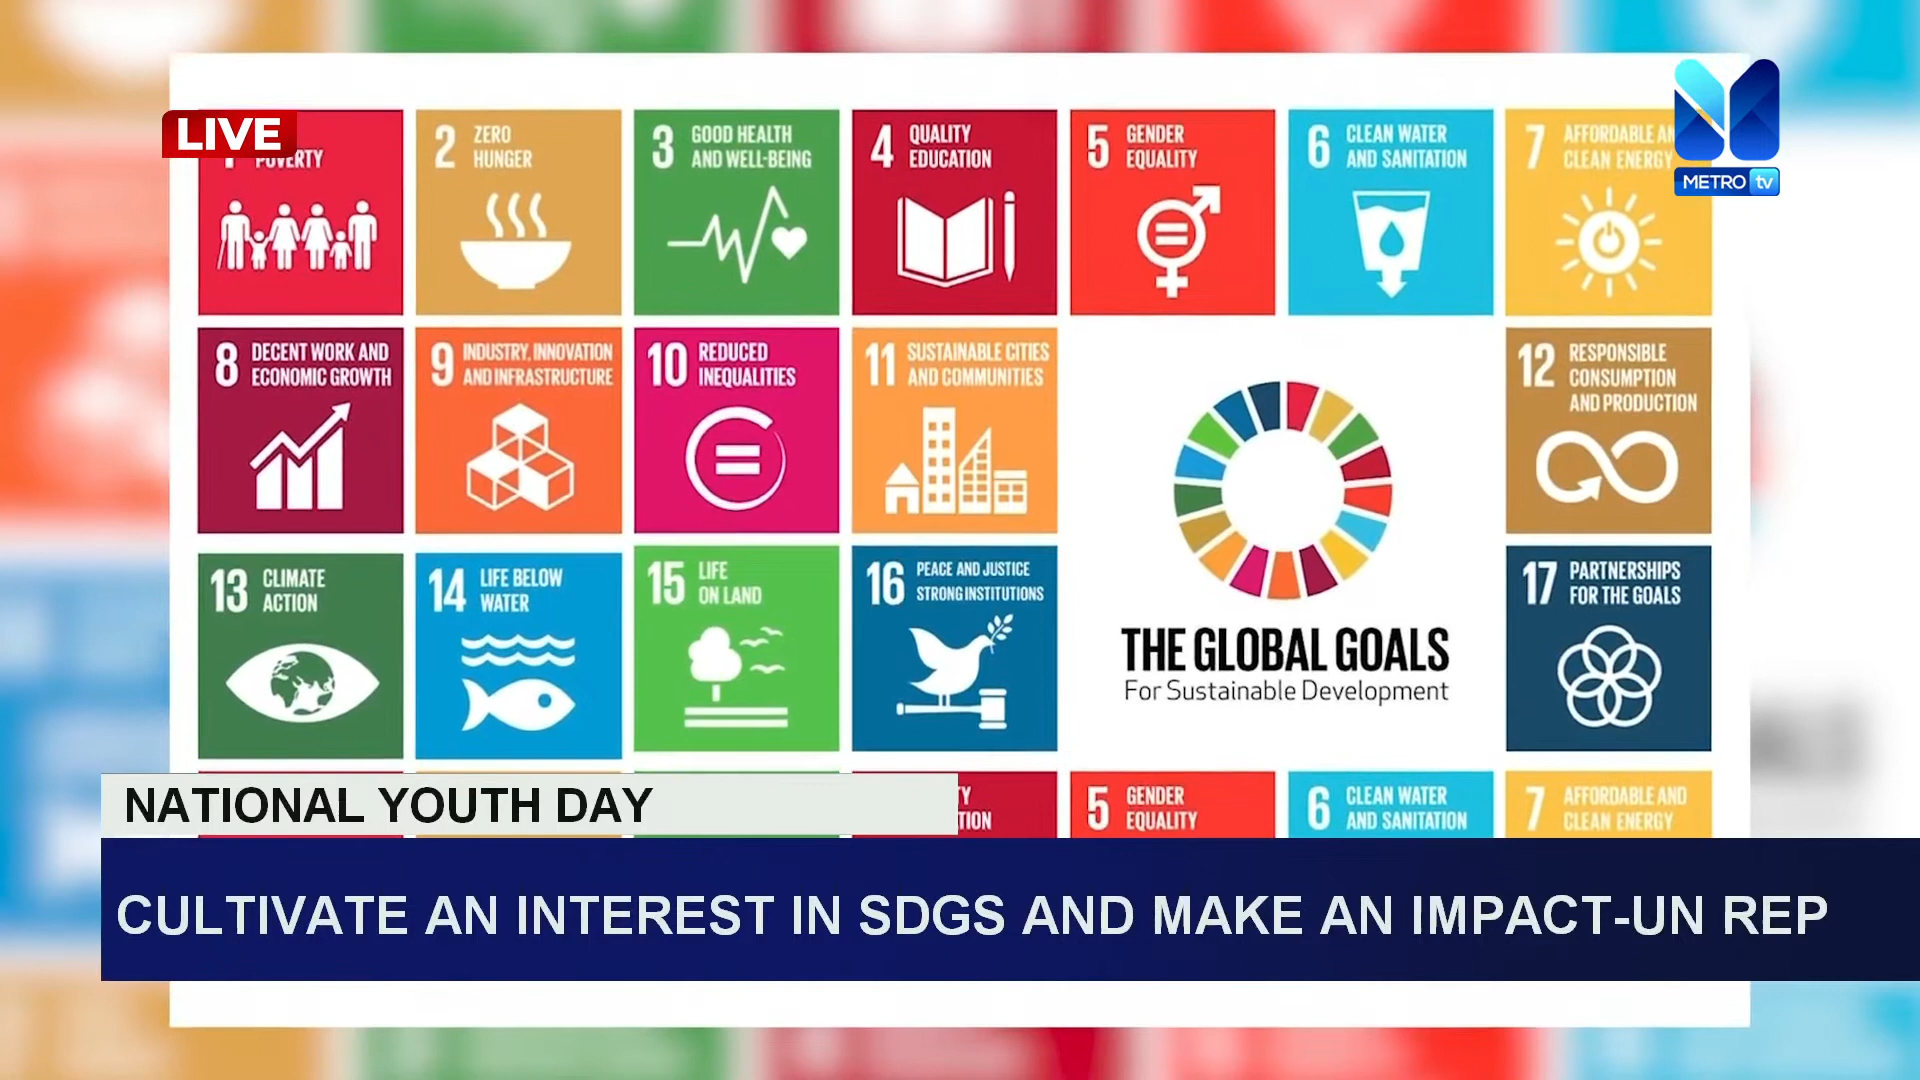 LIVE
METRO tv
POVERTY
2 ZERO
HUNGER
3 GOOD HEALTH
AND WELL-BEING
4 QUALITY
EDUCATION
5 GENDER
EQUALITY
6 CLEAN WATER
AND SANITATION
7 AFFORDABLE AN
CLEAN ENERGY
8 DECENT WORK AND
ECONOMIC GROWTH
9 INDUSTRY, INNOVATION
AND INFRASTRUCTURE
10 REDUCED
INEQUALITIES
11 SUSTAINABLE CITIES
AND COMMUNITIES
12 RESPONSIBLE
CONSUMPTION
AND PRODUCTION
13 CLIMATE
ACTION
14 LIFE BELOW
WATER
15 LIFE
ON LAND
16 PEACE AND JUSTICE
STRONG INSTITUTIONS
THE GLOBAL GOALS
For Sustainable Development
17 PARTNERSHIPS
FOR THE GOALS
5 GENDER
EQUALITY
6 CLEAN WATER
AND SANITATION
7 AFFORDABLE AND
CLEAN ENERGY
NATIONAL YOUTH DAY
CULTIVATE AN INTEREST IN SDGS AND MAKE AN IMPACT-UN REP